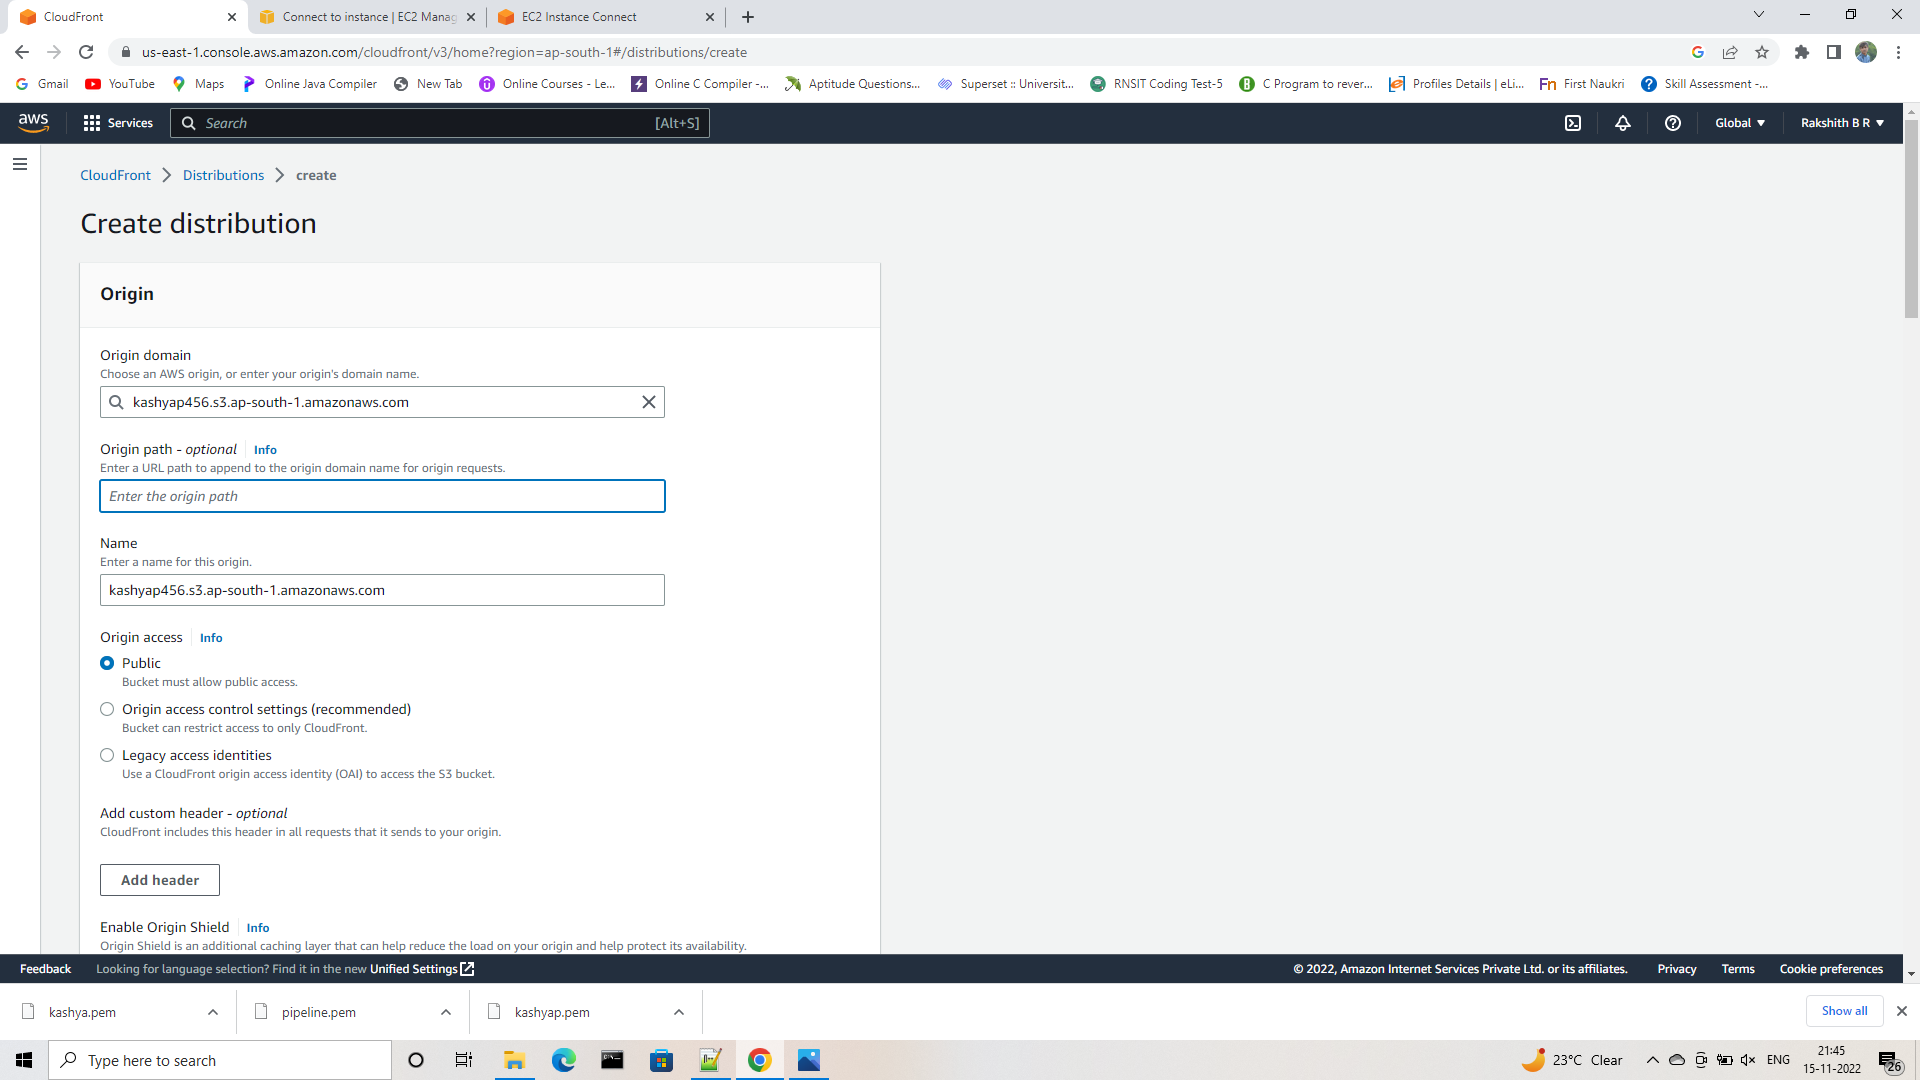 CloudFront
Connect to instance | EC2 Manag
EC2 Instance Connect
us-east-1.console.aws.amazon.com/cloudfront/v3/home?region=ap-south-1#/distributions/create
Gmail
YouTube
Maps
Online Java Compiler
New Tab
Online Courses - Le...
Online C Compiler -...
Aptitude Questions...
Superset :: Universit...
RNSIT Coding Test-5
C Program to rever...
Profiles Details | eLi...
First Naukri
Skill Assessment -...
aws
Services
Search
[Alt+S]
Global
Rakshith B R
CloudFront
Distributions
create
Create distribution
Origin
Origin domain
Choose an AWS origin, or enter your origin's domain name.
kashyap456.s3.ap-south-1.amazonaws.com
Origin path - optional
Info
Enter a URL path to append to the origin domain name for origin requests.
Enter the origin path
Name
Enter a name for this origin.
kashyap456.s3.ap-south-1.amazonaws.com
Origin access
Info
Public
Bucket must allow public access.
Origin access control settings (recommended)
Bucket can restrict access to only CloudFront.
Legacy access identities
Use a CloudFront origin access identity (OAI) to access the S3 bucket.
Add custom header - optional
CloudFront includes this header in all requests that it sends to your origin.
Add header
Enable Origin Shield
Info
Origin Shield is an additional caching layer that can help reduce the load on your origin and help protect its availability.
Feedback
Looking for language selection? Find it in the new Unified Settings
© 2022, Amazon Internet Services Private Ltd. or its affiliates.
Privacy
Terms
Cookie preferences
kashya.pem
pipeline.pem
kashyap.pem
Show all
Type here to search
23°C Clear
ENG
21:45
15-11-2022
26